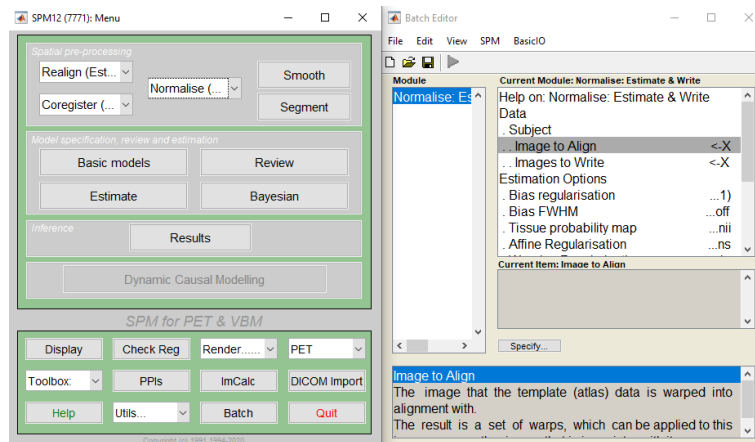 SPM12 (7771): Menu
Spatial pre-processing
Realign (Est...
Normalise (...
Smooth
Coregister (...
Segment
Model specification, review and estimation
Basic models
Review
Estimate
Bayesian
Inference
Results
Dynamic Causal Modelling
SPM for PET & VBM
Display
Check Reg
Render......
PET
Toolbox:
PPIs
ImCalc
DICOM Import
Help
Utils...
Batch
Quit
Copyright (c) 1991,1994-2020
Batch Editor
File Edit View SPM BasicIO
Module
Normalise: Es
Current Module: Normalise: Estimate & Write
Help on: Normalise: Estimate & Write
Data
. Subject
. . Image to Align <-X
. . Images to Write <-X
Estimation Options
. Bias regularisation ...1)
. Bias FWHM ...off
. Tissue probability map ...nii
. Affine Regularisation ...ns
Current Item: Image to Align
Specify...
Image to Align
The image that the template (atlas) data is warped into
alignment with.
The result is a set of warps, which can be applied to this